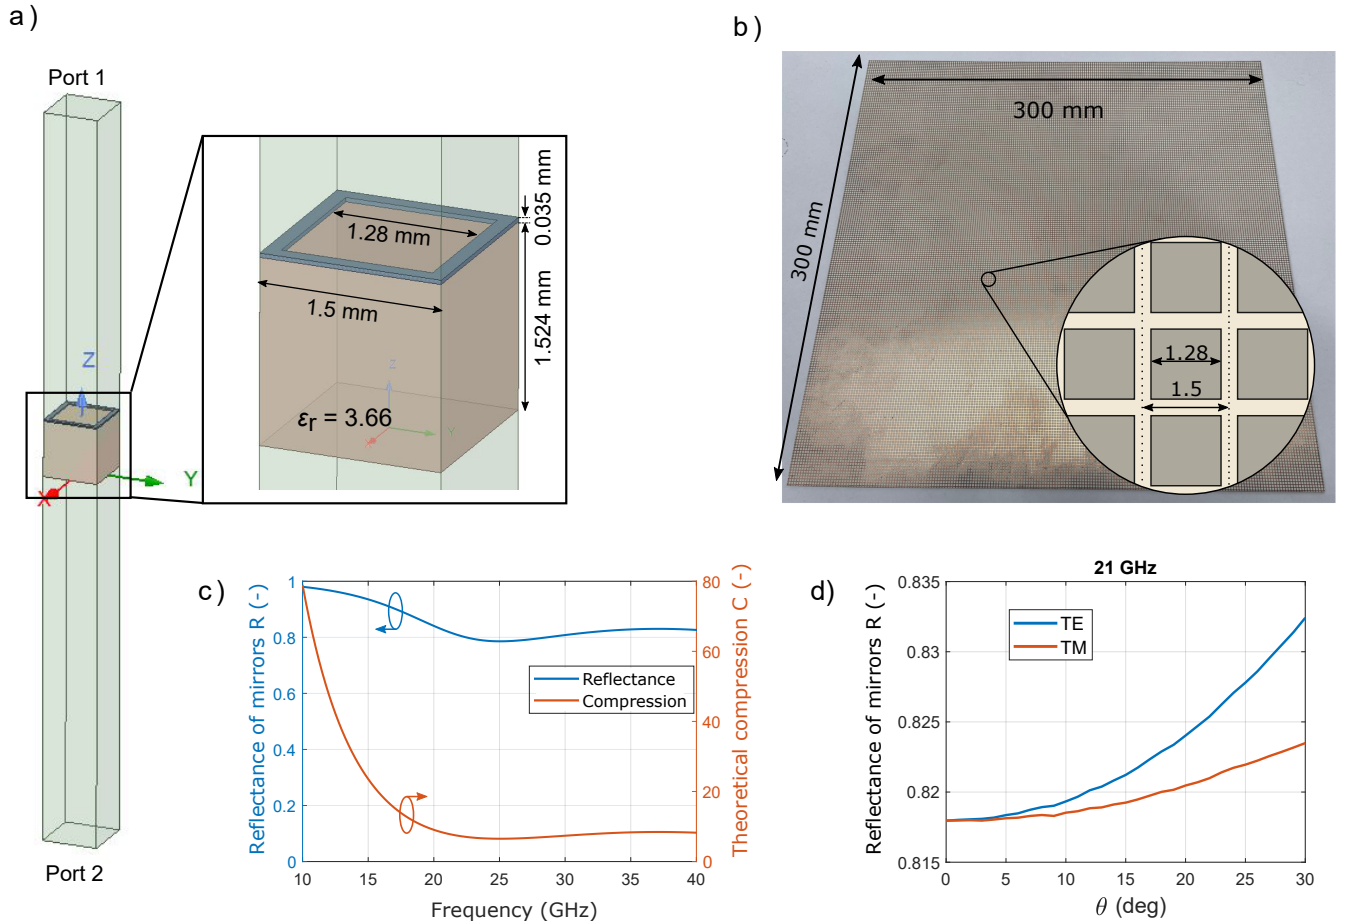 a)
Port 1
1.28 mm
1.5 mm
0.035 mm
1.524 mm
Z
Y
εr = 3.66
Z
Y
X
Port 2
b)
300 mm
300 mm
1.28
1.5
c)
Reflectance of mirrors R (-)
1
0.8
0.6
0.4
0.2
0
Reflectance
Compression
80
60
40
20
0
Theoretical compression C (-)
10
15
20
25
30
35
40
Frequency (GHz)
d)
21 GHz
Reflectance of mirrors R (-)
0.835
0.83
0.825
0.82
0.815
TE
TM
0
5
10
15
20
25
30
θ (deg)